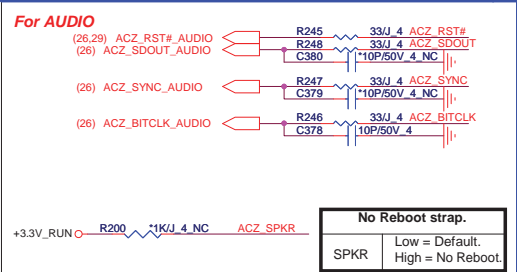 For AUDIO
(26,29) ACZ_RST#_AUDIO R245 33/J_4 ACZ_RST#
(26) ACZ_SDOUT_AUDIO R248 33/J_4 ACZ_SDOUT
C380 *10P/50V_4_NC
(26) ACZ_SYNC_AUDIO R247 33/J_4 ACZ_SYNC
C379 *10P/50V_4_NC
(26) ACZ_BITCLK_AUDIO R246 33/J_4 ACZ_BITCLK
C378 10P/50V_4
+3.3V_RUN R200 *1K/J_4_NC ACZ_SPKR
No Reboot strap.
SPKR Low = Default.
High = No Reboot.